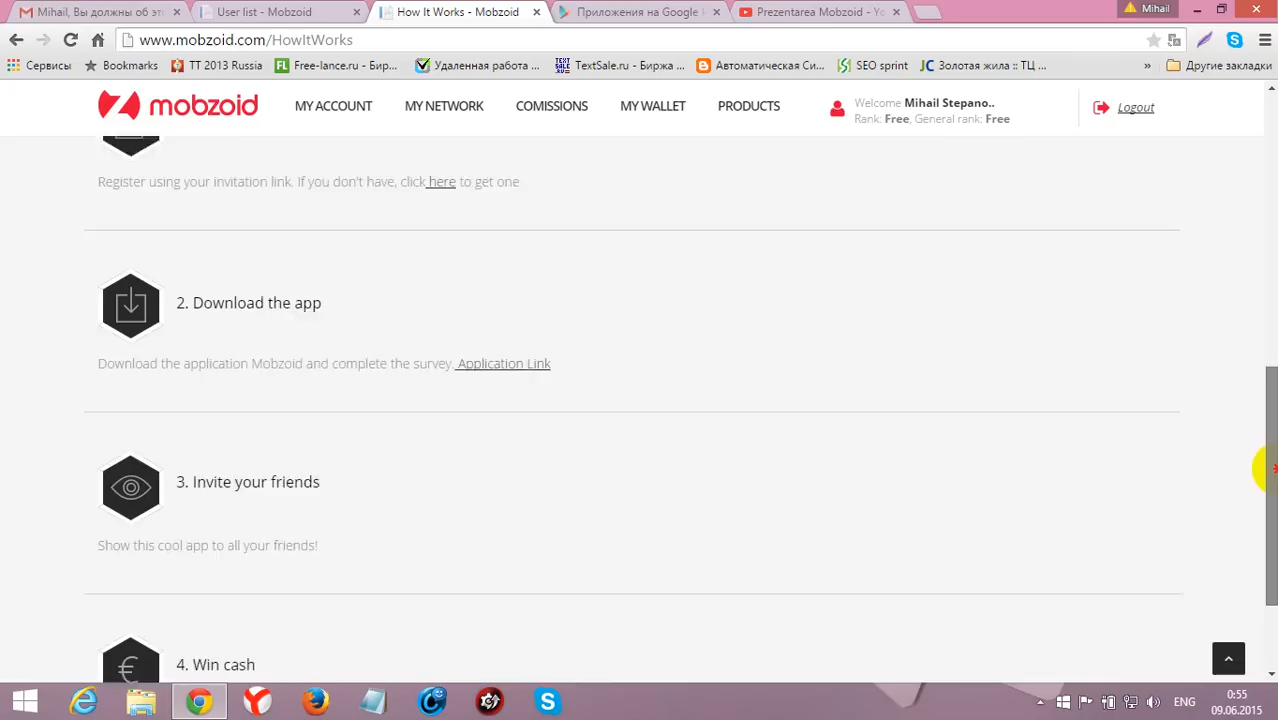 Mihail, Вы должны об это
User list - Mobzoid
How It Works - Mobzoid
Приложения на Google
Prezentarea Mobzoid - Yo
Mihail
www.mobzoid.com/HowItWorks
Сервисы
Bookmarks
TT 2013 Russia
Free-lance.ru - Бир...
Удаленная работа ...
TextSale.ru - Биржа ...
Автоматическая Си...
SEO sprint
Золотая жила :: ТЦ ...
»
Другие закладки
mobzoid
MY ACCOUNT
MY NETWORK
COMISSIONS
MY WALLET
PRODUCTS
Welcome Mihail Stepano..
Rank: Free, General rank: Free
Logout
Register using your invitation link. If you don't have, click here to get one
2. Download the app
Download the application Mobzoid and complete the survey. Application Link
3. Invite your friends
Show this cool app to all your friends!
4. Win cash
ENG
0:55
09.06.2015